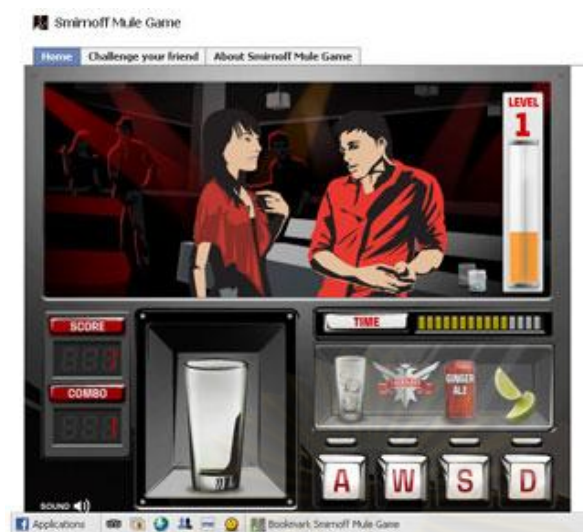 Smirnoff Mule Game
Home Challenge your friend About Smirnoff Mule Game
LEVEL
1
SCORE
TIME
GINGER
ALE
COMBO
A W S D
SOUND
Applications Bookmark Smirnoff Mule Game